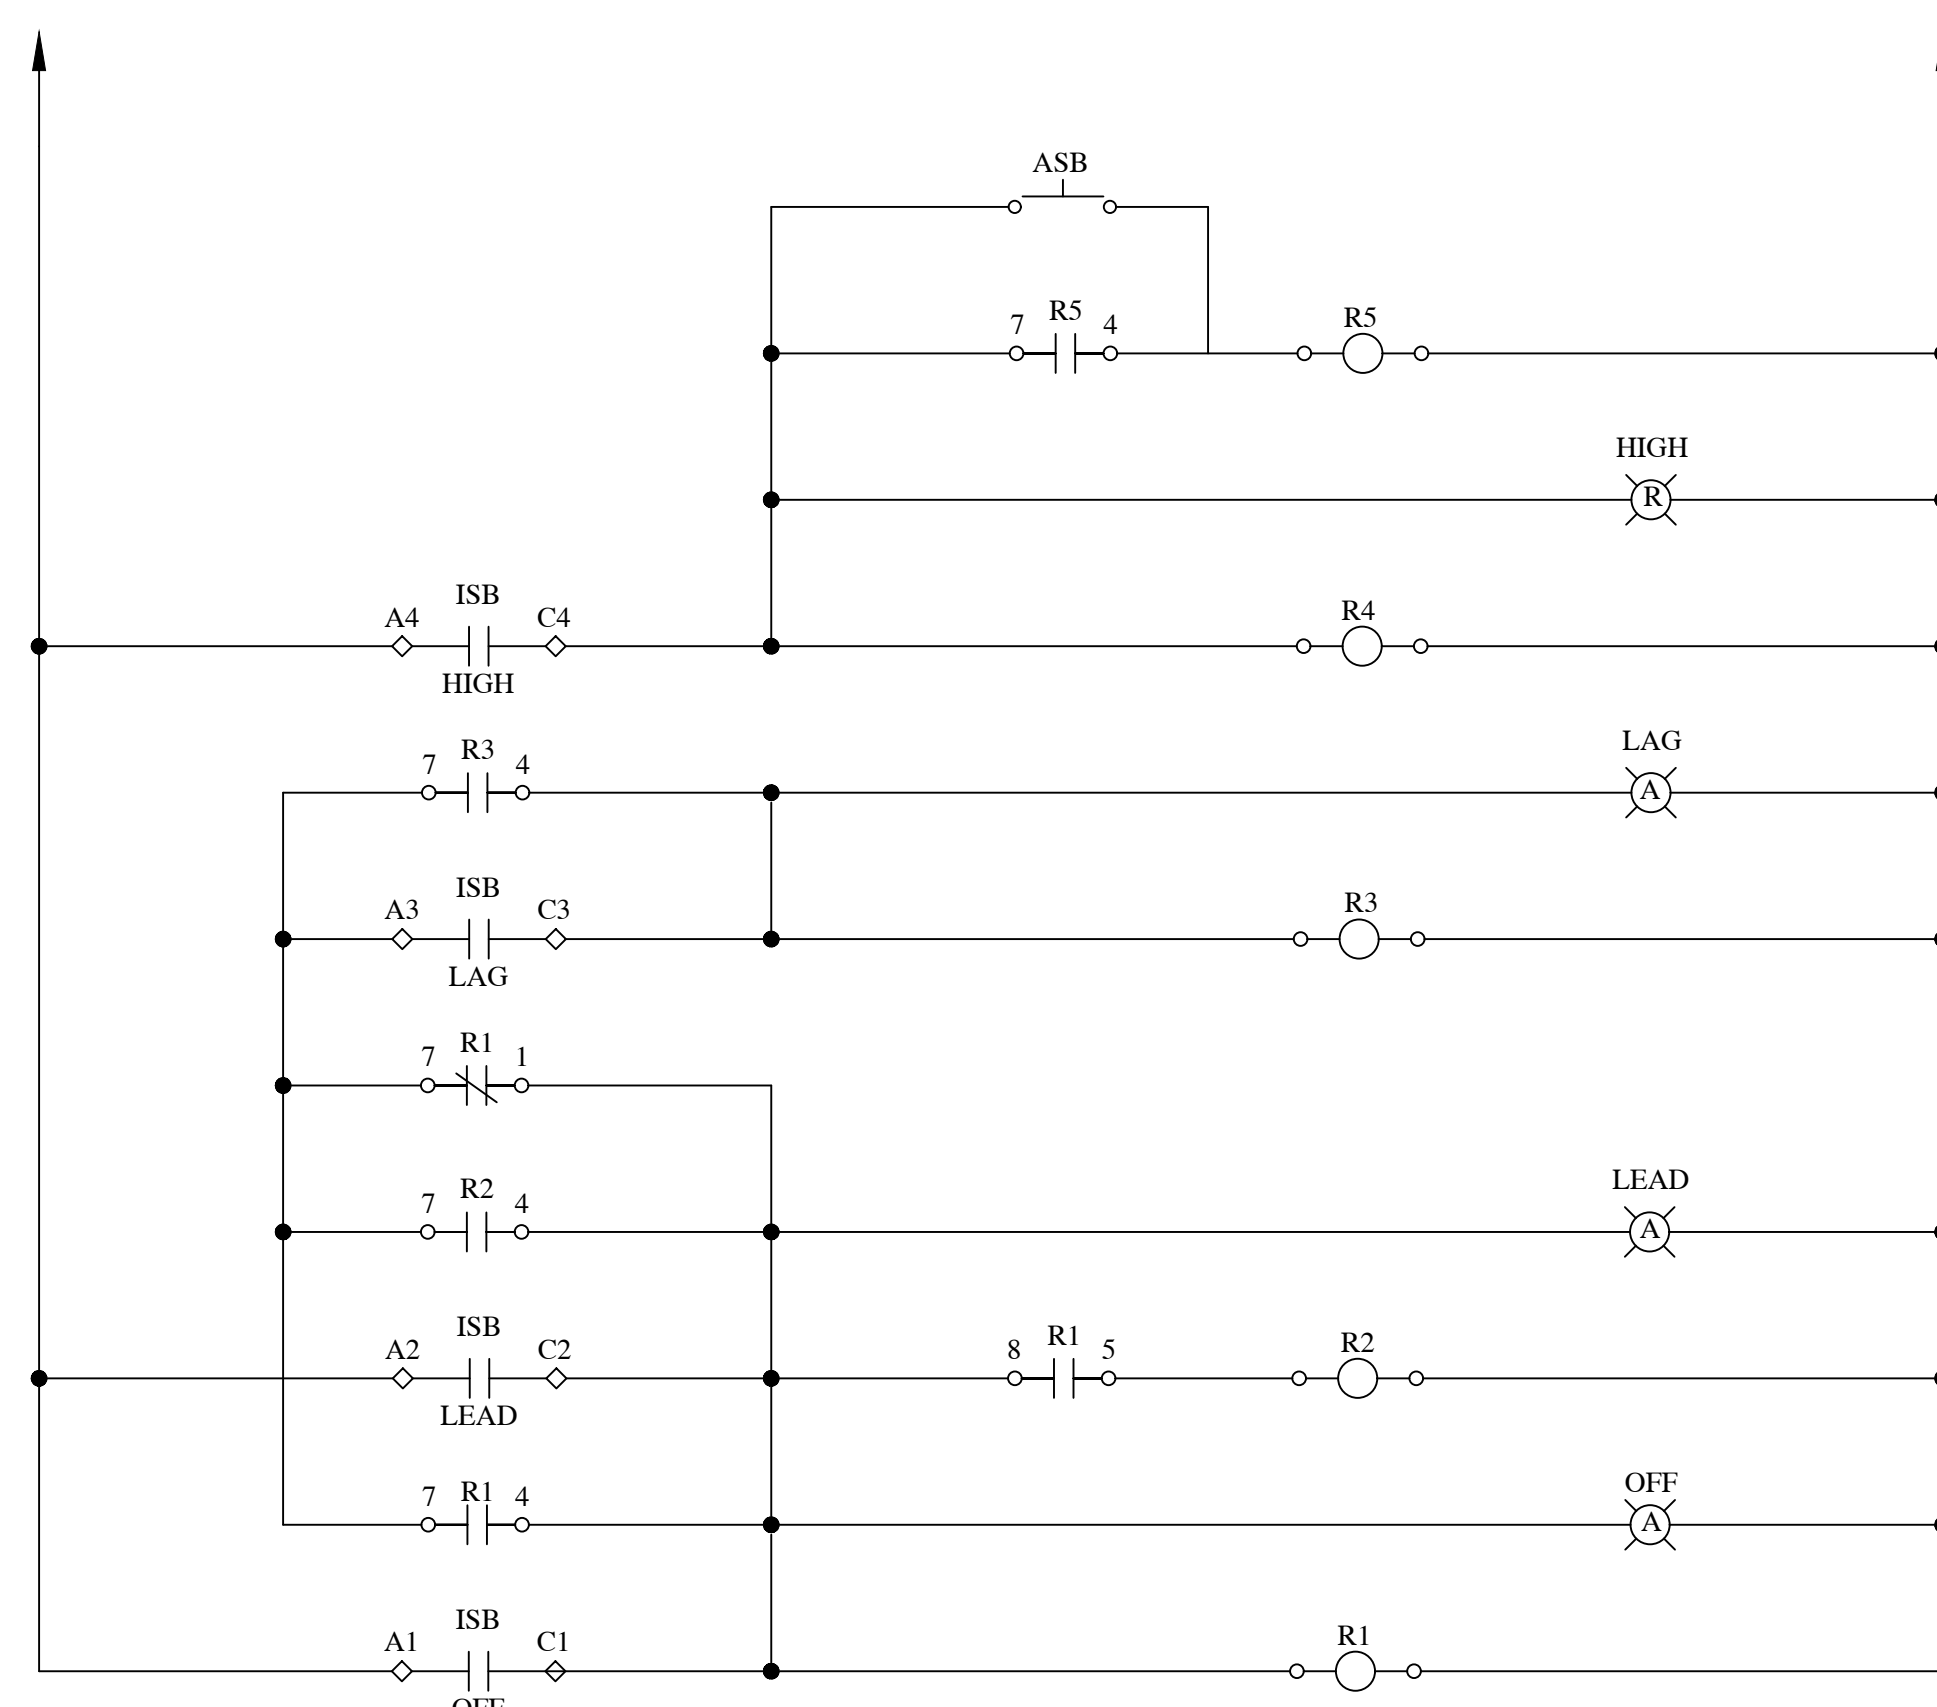 ASB
7 R5 4 R5
HIGH
R
ISB
A4 C4 R4
HIGH
7 R3 4 LAG
A
ISB
A3 C3 R3
LAG
7 R1 1
7 R2 4 LEAD
A
ISB
A2 C2 8 R1 5 R2
LEAD
7 R1 4 OFF
A
ISB
A1 C1 R1
OFF